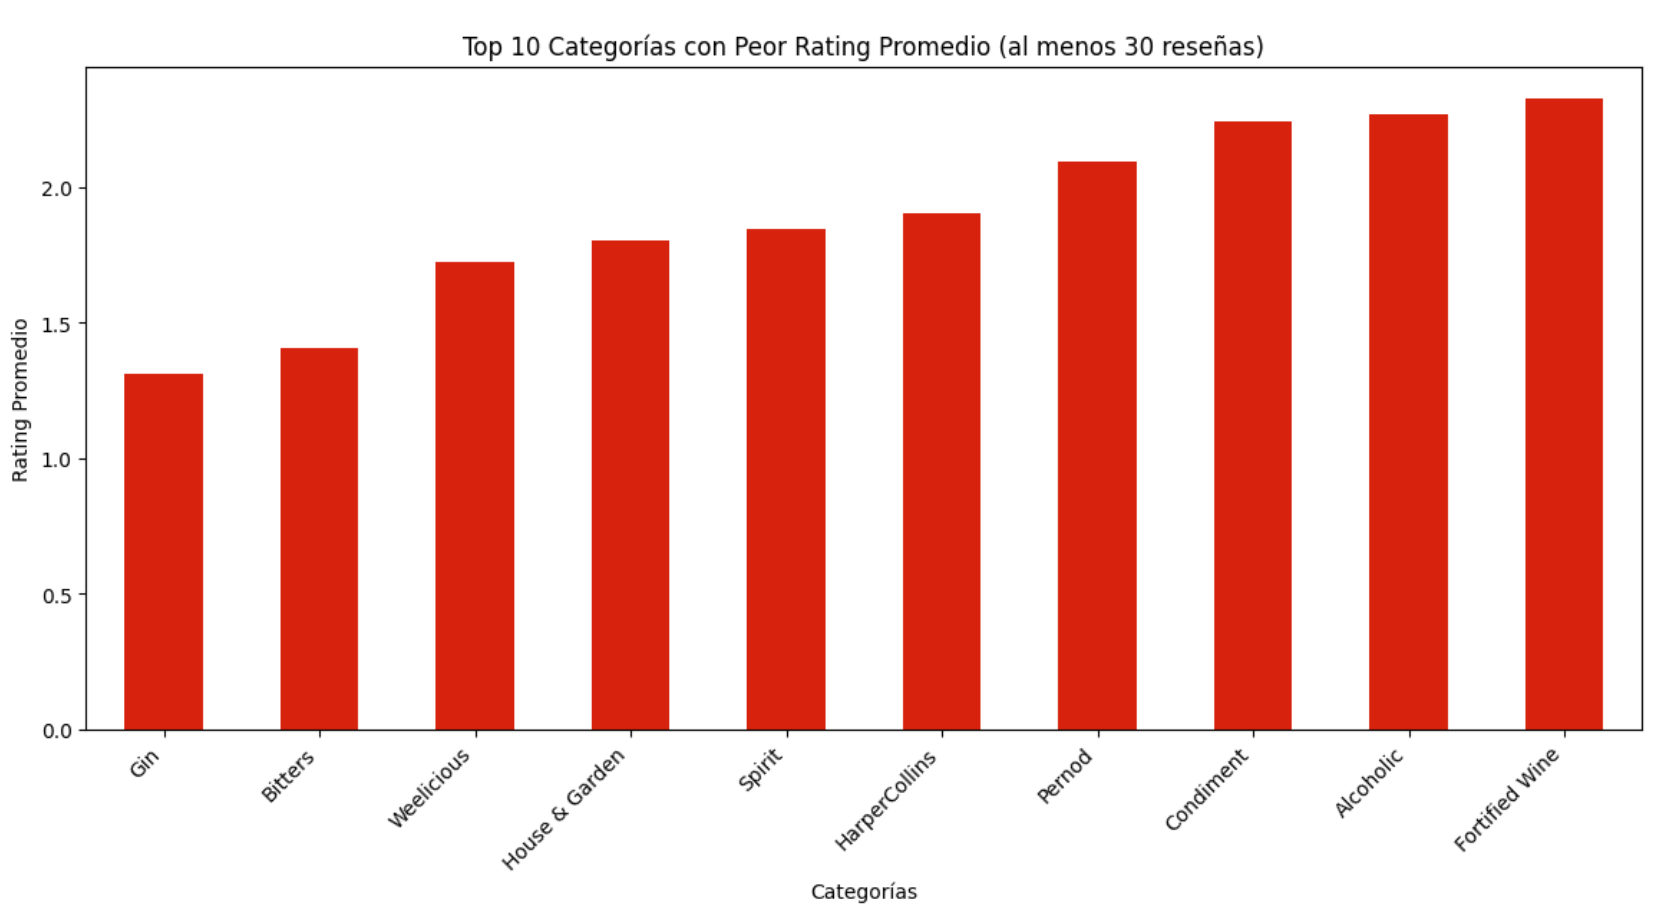 Top 10 Categorías con Peor Rating Promedio (al menos 30 reseñas)
Rating Promedio
2.0
1.5
1.0
0.5
0.0
Gin
Bitters
Weelicious
House & Garden
Spirit
HarperCollins
Pernod
Condiment
Alcoholic
Fortified Wine
Categorías